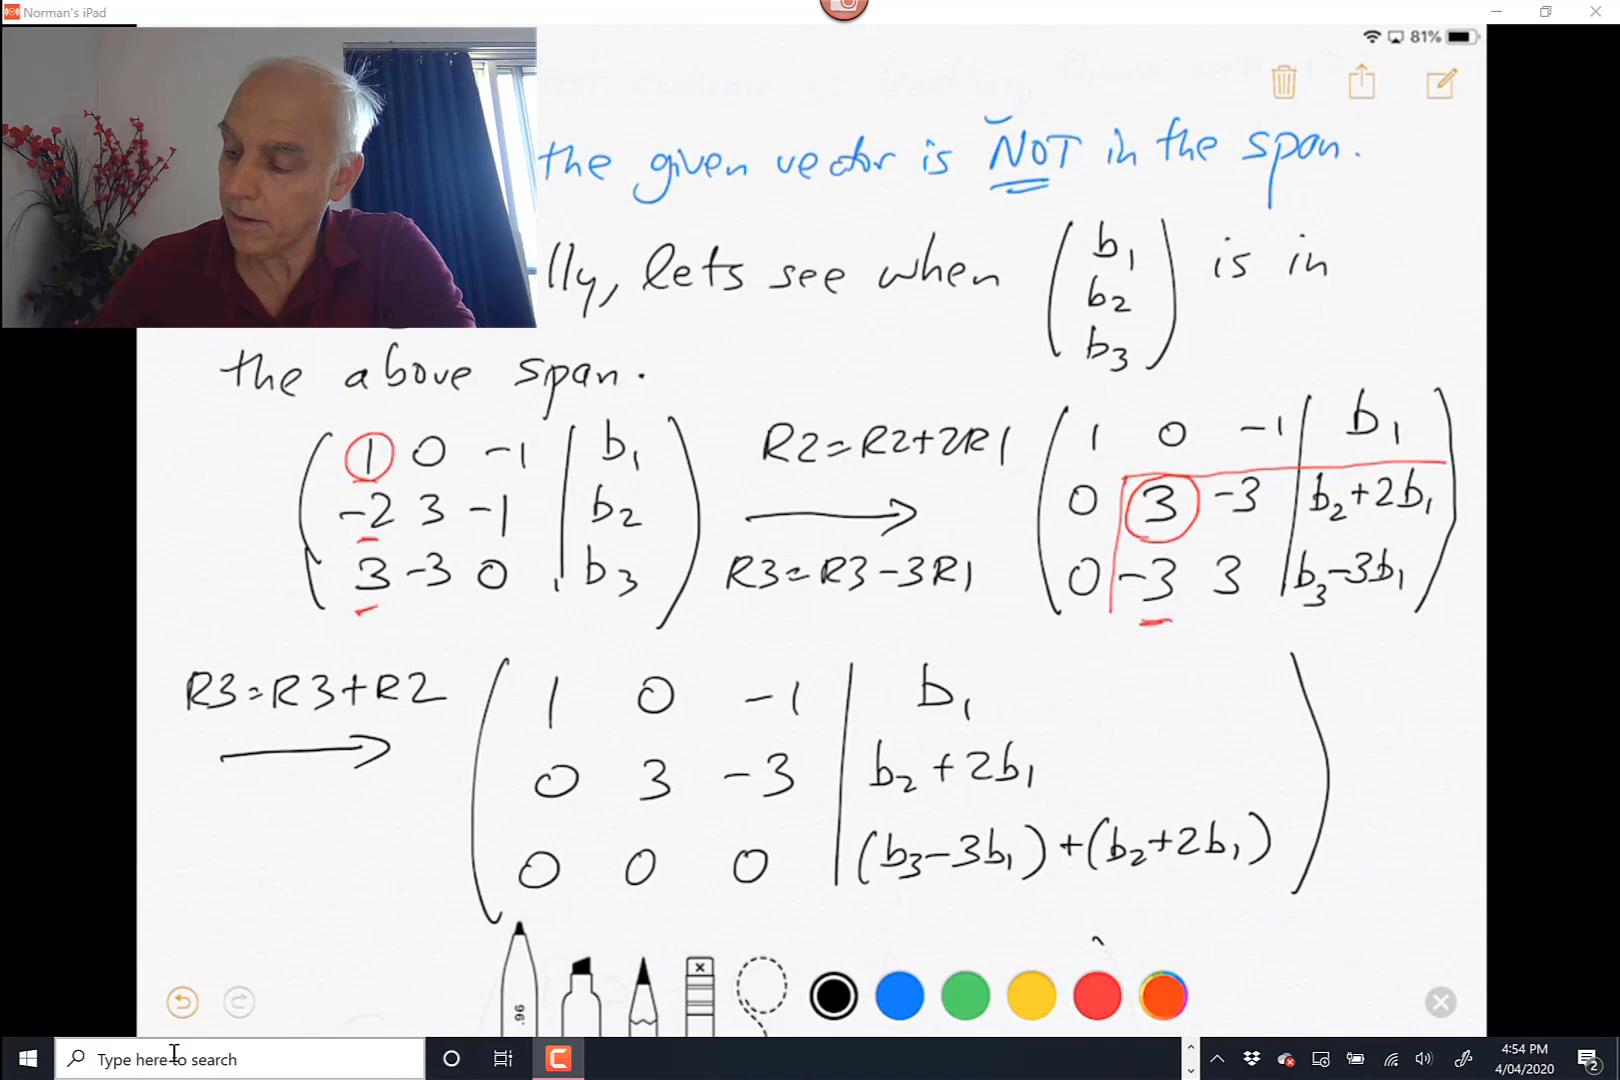 Norman's iPad
81%
the given vector is NOT in the span.
lly, lets see when ( b1 b2 b3 ) is in
the above span.
( 1 0 -1 | b1 ) R2=R2+2R1 ( 1 0 -1 | b1 )
( -2 3 -1 | b2 ) → ( 0 3 -3 | b2+2b1 )
( 3 -3 0 | b3 ) R3=R3-3R1 ( 0 -3 3 | b3-3b1 )
R3=R3+R2 ( 1 0 -1 | b1 )
→ ( 0 3 -3 | b2+2b1 )
( 0 0 0 | (b3-3b1)+(b2+2b1) )
96
Type here to search
4:54 PM
4/04/2020
2